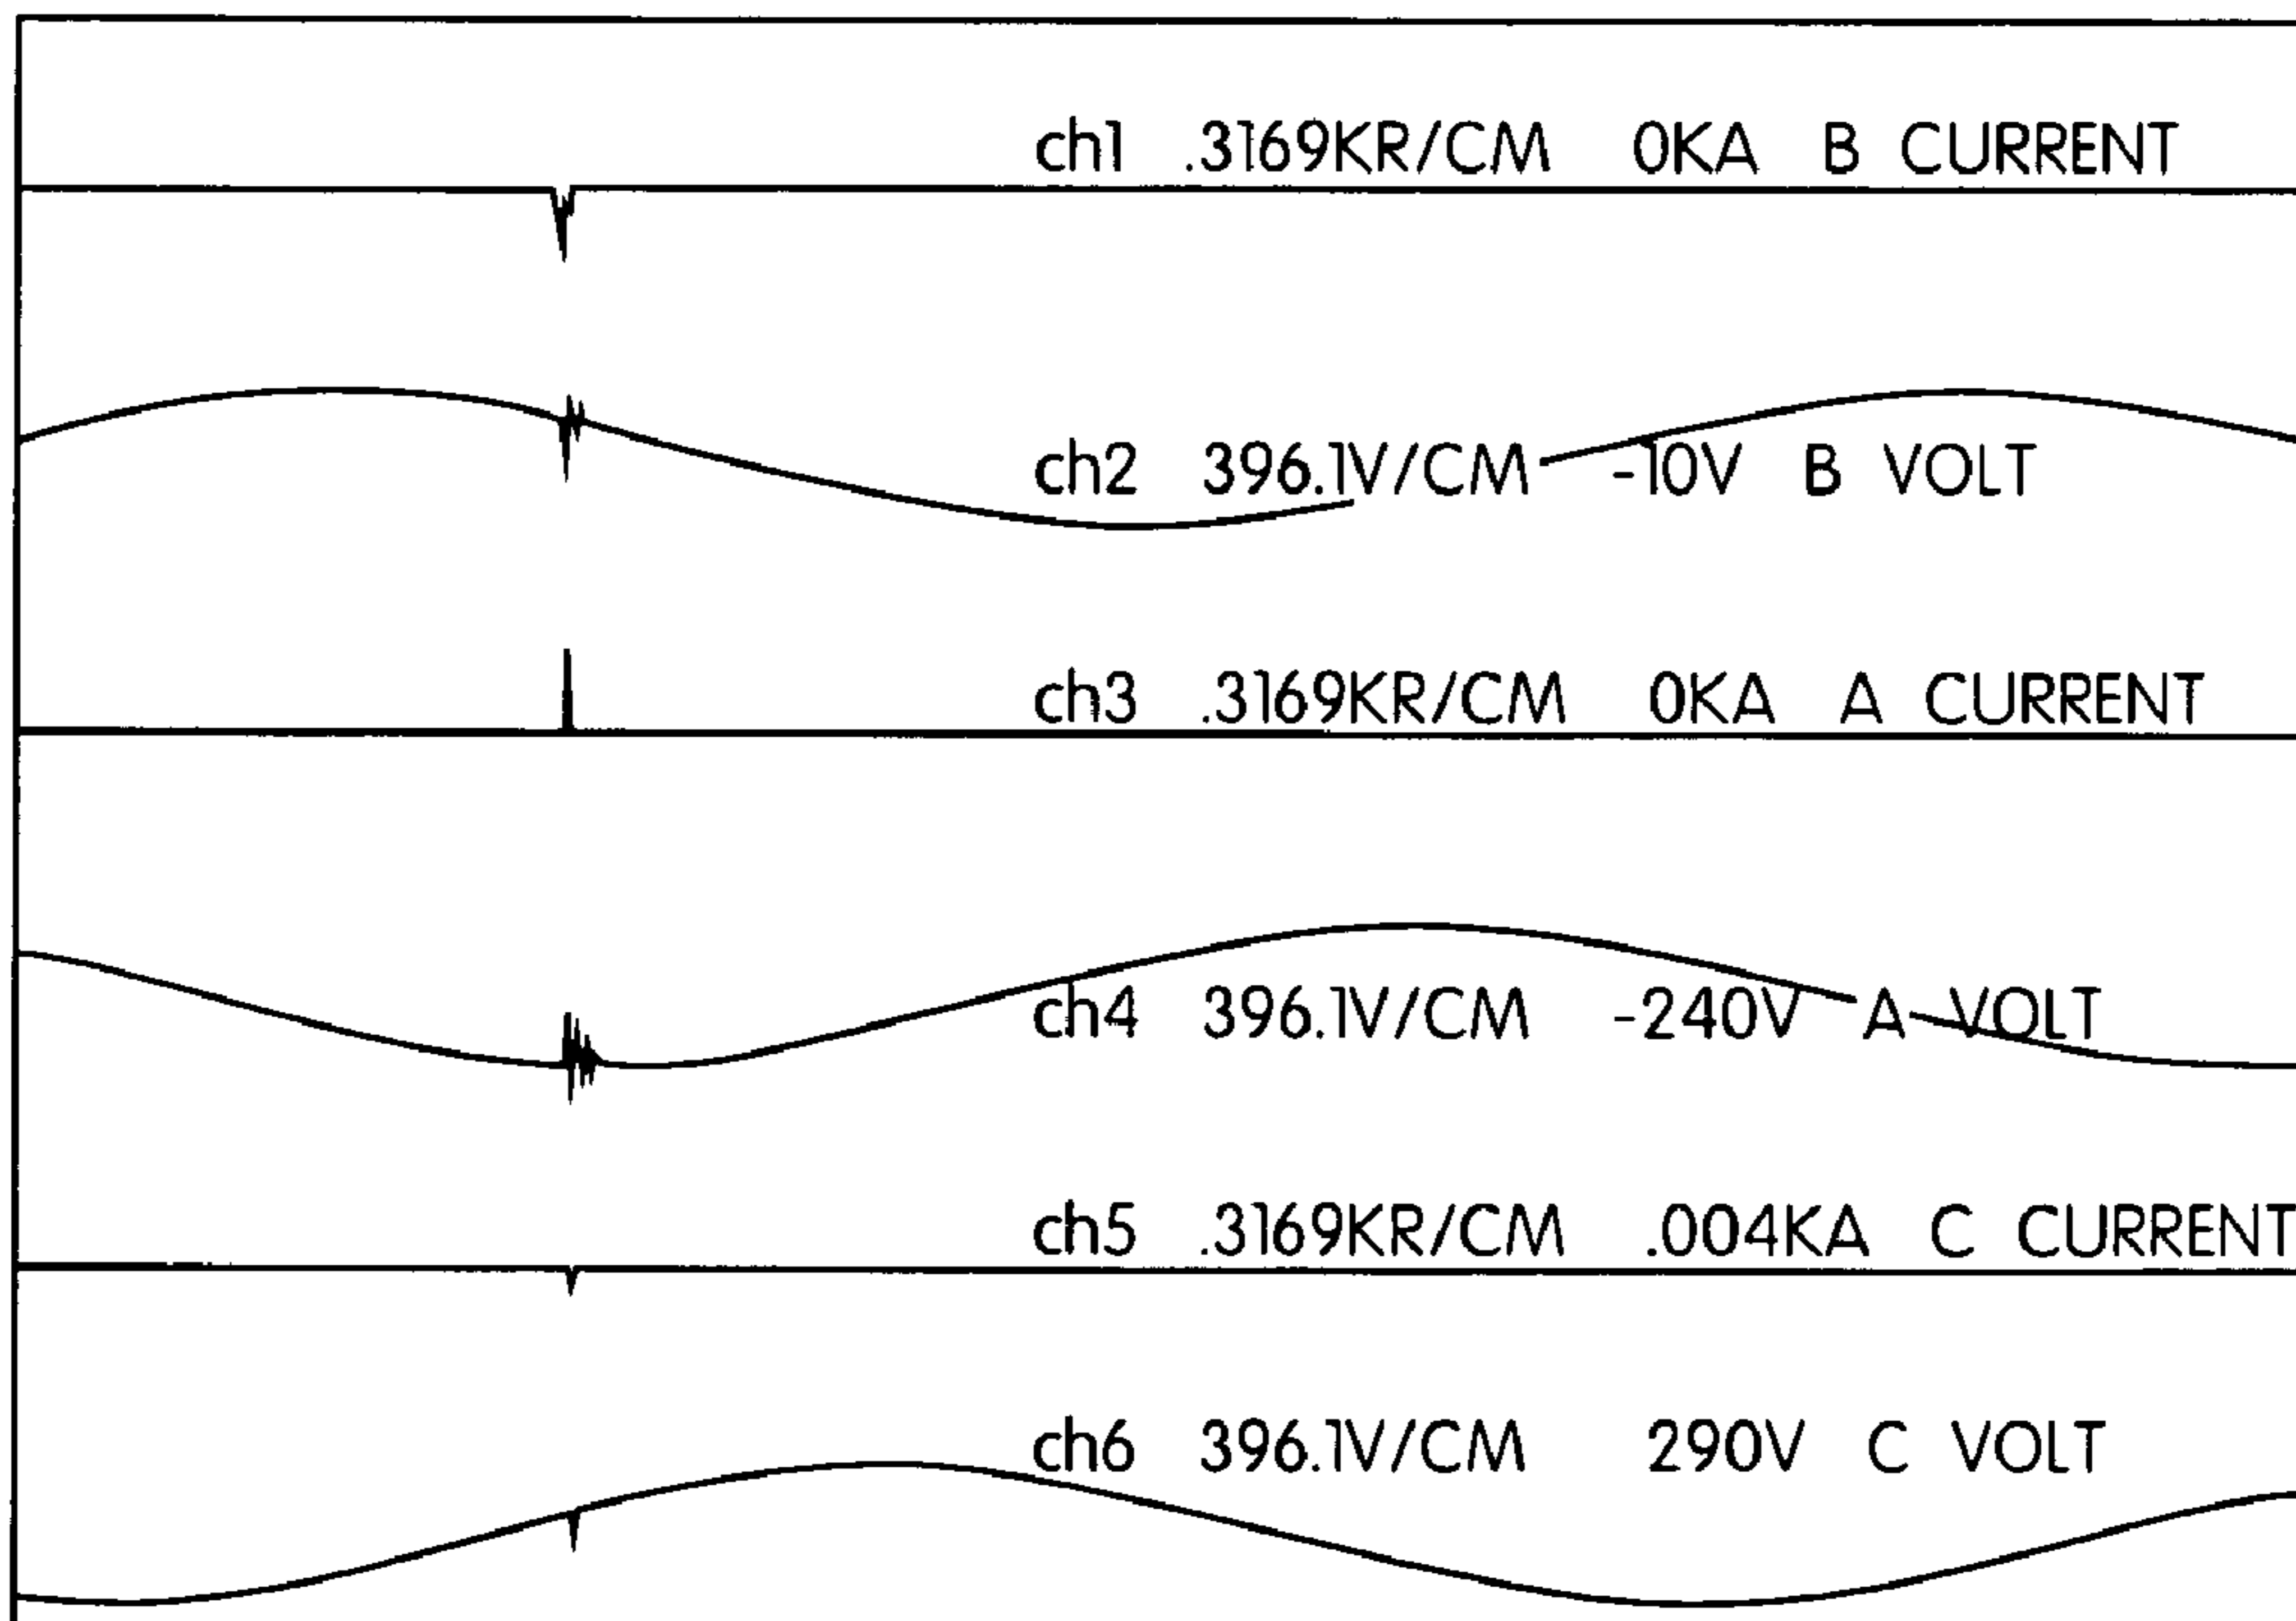 ch1 .3169KR/CM 0KA B CURRENT
ch2 396.1V/CM -10V B VOLT
ch3 .3169KR/CM 0KA A CURRENT
ch4 396.1V/CM -240V A VOLT
ch5 .3169KR/CM .004KA C CURRENT
ch6 396.1V/CM 290V C VOLT